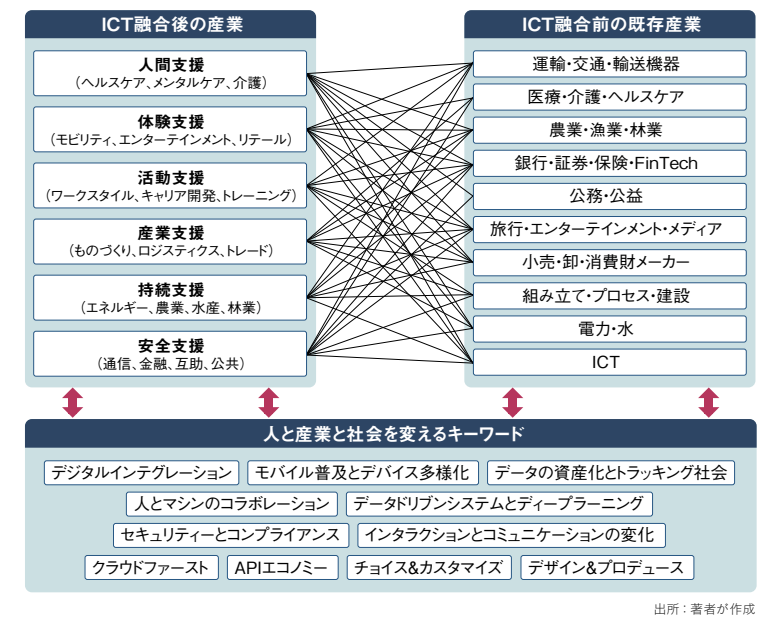 ICT融合後の産業
人間支援
（ヘルスケア、メンタルケア、介護）
体験支援
（モビリティ、エンターテインメント、リテール）
活動支援
（ワークスタイル、キャリア開発、トレーニング）
産業支援
（ものづくり、ロジスティクス、トレード）
持続支援
（エネルギー、農業、水産、林業）
安全支援
（通信、金融、互助、公共）
ICT融合前の既存産業
運輸・交通・輸送機器
医療・介護・ヘルスケア
農業・漁業・林業
銀行・証券・保険・FinTech
公務・公益
旅行・エンターテインメント・メディア
小売・卸・消費財メーカー
組み立て・プロセス・建設
電力・水
ICT
人と産業と社会を変えるキーワード
デジタルインテグレーション
モバイル普及とデバイス多様化
データの資産化とトラッキング社会
人とマシンのコラボレーション
データドリブンシステムとディープラーニング
セキュリティーとコンプライアンス
インタラクションとコミュニケーションの変化
クラウドファースト
APIエコノミー
チョイス&カスタマイズ
デザイン&プロデュース
出所：著者が作成